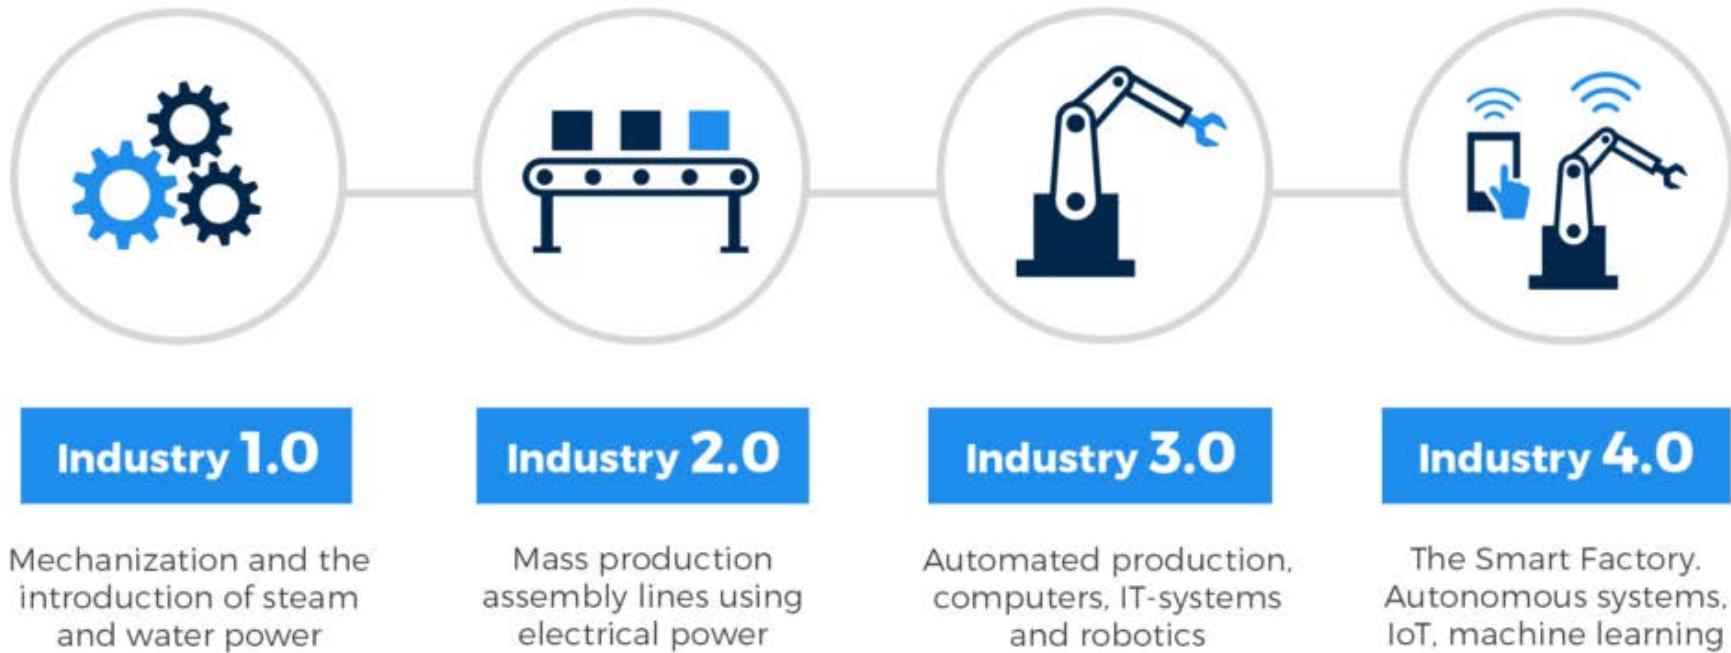 Industry 1.0
Mechanization and the
introduction of steam
and water power
Industry 2.0
Mass production
assembly lines using
electrical power
Industry 3.0
Automated production,
computers, IT-systems
and robotics
Industry 4.0
The Smart Factory.
Autonomous systems,
IoT, machine learning